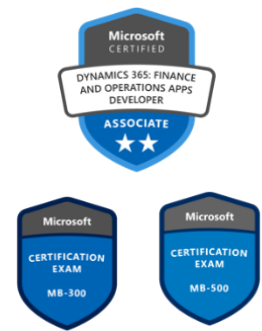 Microsoft
CERTIFIED
DYNAMICS 365: FINANCE
AND OPERATIONS APPS
DEVELOPER
ASSOCIATE
Microsoft
CERTIFICATION
EXAM
MB-300
Microsoft
CERTIFICATION
EXAM
MB-500